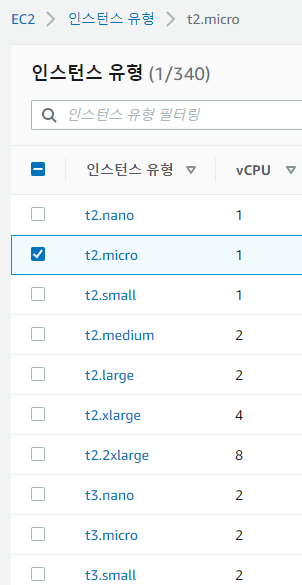 EC2 > 인스턴스 유형 > t2.micro
인스턴스 유형 (1/340)
인스턴스 유형 필터링
인스턴스 유형 vCPU
t2.nano 1
t2.micro 1
t2.small 1
t2.medium 2
t2.large 2
t2.xlarge 4
t2.2xlarge 8
t3.nano 2
t3.micro 2
t3.small 2